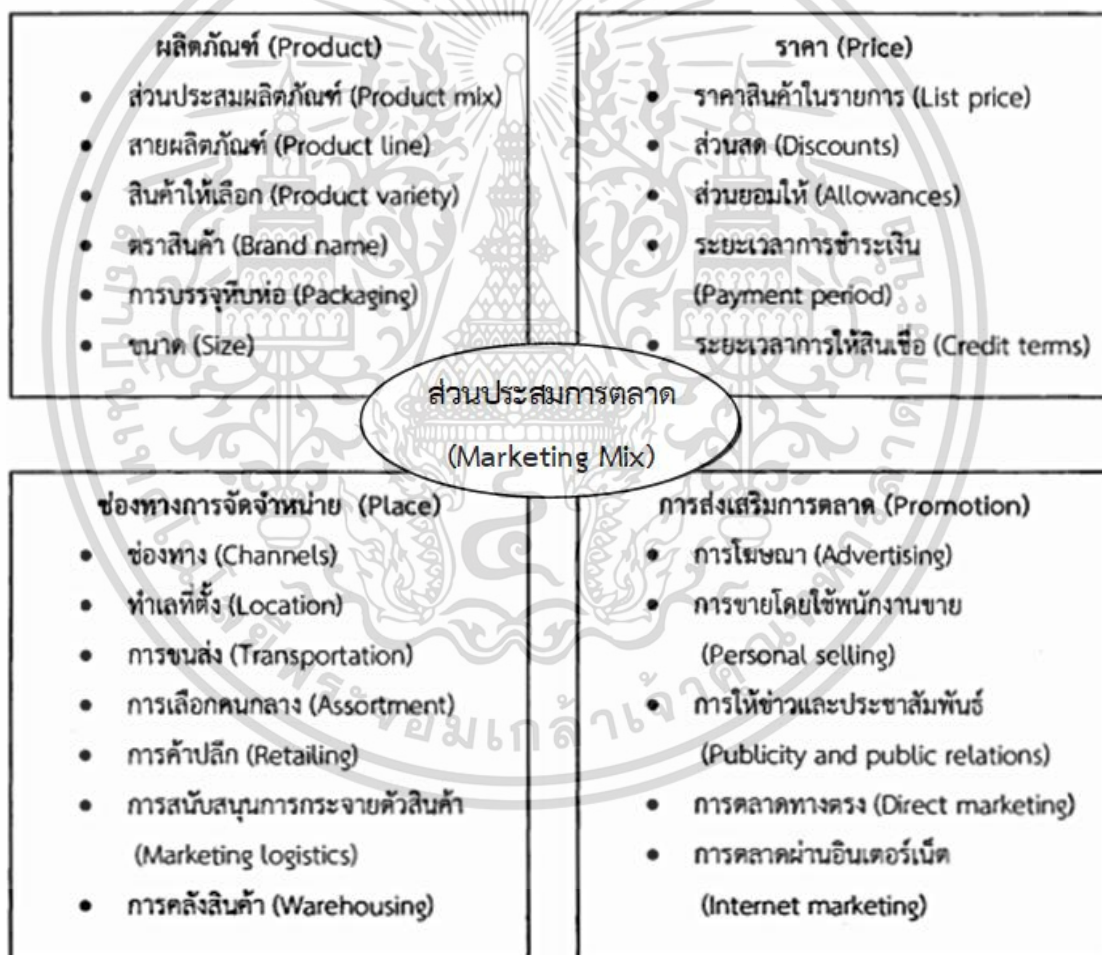 ผลิตภัณฑ์ (Product)
• ส่วนประสมผลิตภัณฑ์ (Product mix)
• สายผลิตภัณฑ์ (Product line)
• สินค้าให้เลือก (Product variety)
• ตราสินค้า (Brand name)
• การบรรจุหีบห่อ (Packaging)
• ขนาด (Size)
ราคา (Price)
• ราคาสินค้าในรายการ (List price)
• ส่วนสด (Discounts)
• ส่วนยอมให้ (Allowances)
• ระยะเวลาการชำระเงิน
(Payment period)
• ระยะเวลาการให้สินเชื่อ (Credit terms)
ส่วนประสมการตลาด
(Marketing Mix)
ช่องทางการจัดจำหน่าย (Place)
• ช่องทาง (Channels)
• ทำเลที่ตั้ง (Location)
• การขนส่ง (Transportation)
• การเลือกคนกลาง (Assortment)
• การค้าปลีก (Retailing)
• การสนับสนุนการกระจายตัวสินค้า
(Marketing logistics)
• การคลังสินค้า (Warehousing)
การส่งเสริมการตลาด (Promotion)
• การโฆษณา (Advertising)
• การขายโดยใช้พนักงานขาย
(Personal selling)
• การให้ข่าวและประชาสัมพันธ์
(Publicity and public relations)
• การตลาดทางตรง (Direct marketing)
• การตลาดผ่านอินเตอร์เน็ต
(Internet marketing)